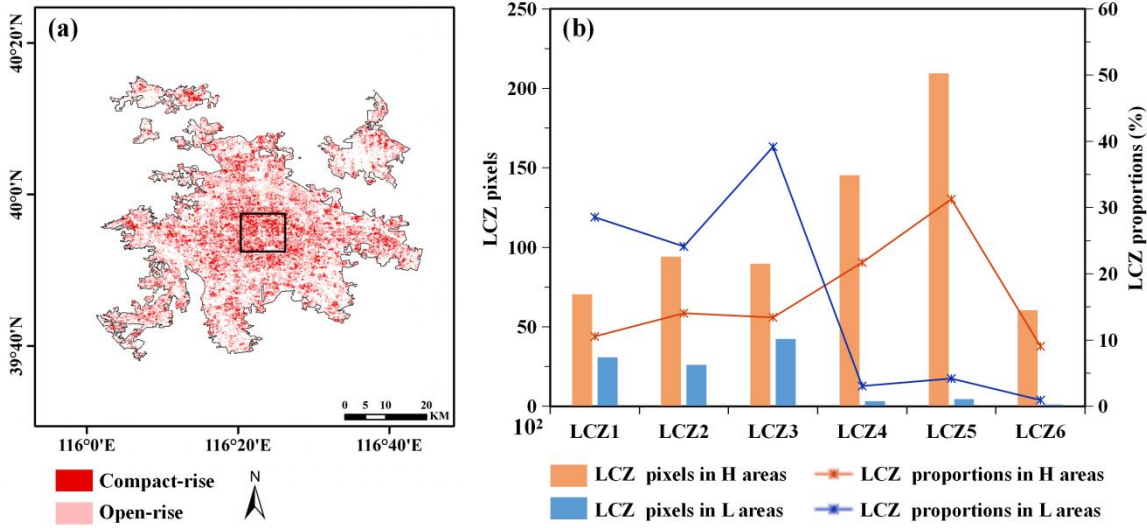 (a)
40°20'N
40°0'N
39°40'N
116°0'E
116°20'E
116°40'E
0 5 10 20
KM
Compact-rise
Open-rise
N
(b)
LCZ pixels
250
200
150
100
50
0
10²
LCZ1 LCZ2 LCZ3 LCZ4 LCZ5 LCZ6
60
50
40
30
20
10
0
LCZ proportions (%)
LCZ pixels in H areas
LCZ proportions in H areas
LCZ pixels in L areas
LCZ proportions in L areas